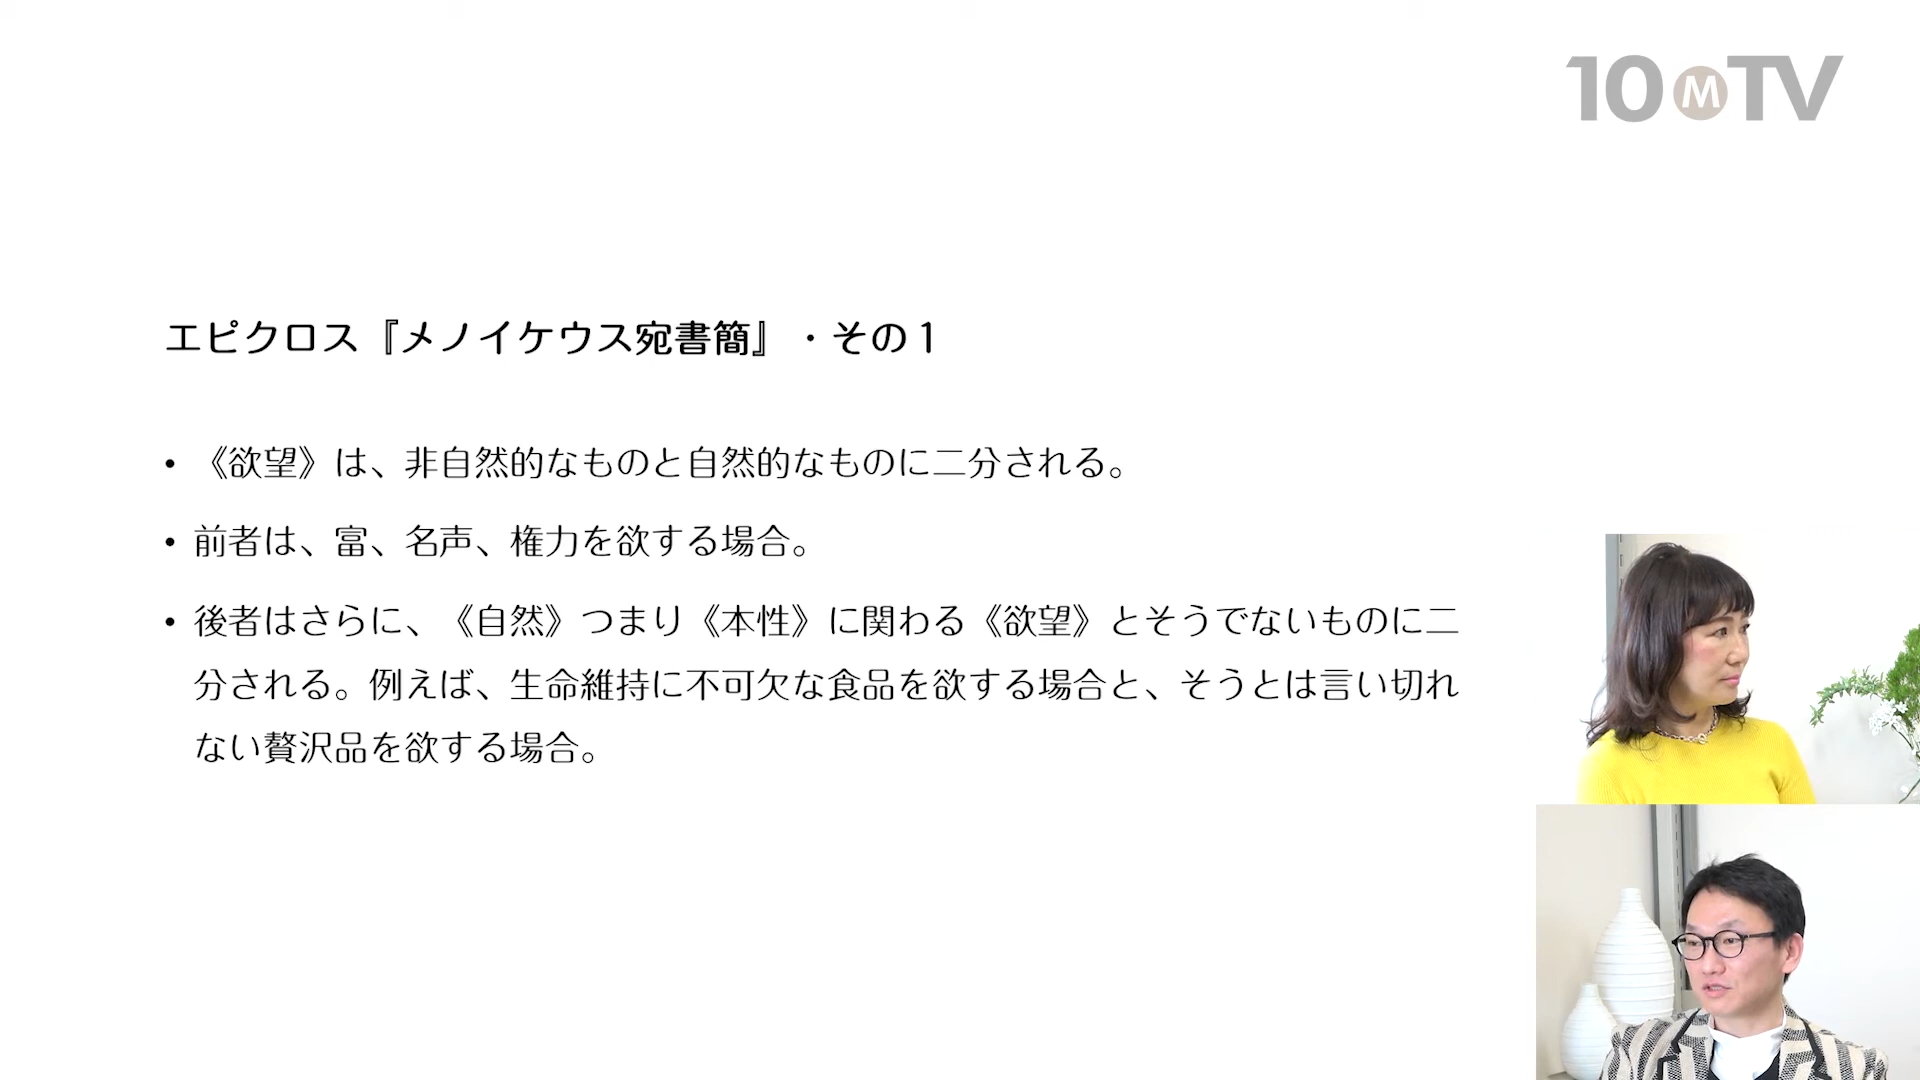 10MTV
エピクロス『メノイケウス宛書簡』・その1
• 《欲望》は、非自然的なものと自然的なものに二分される。
• 前者は、富、名声、権力を欲する場合。
• 後者はさらに、《自然》つまり《本性》に関わる《欲望》とそうでないものに二
分される。例えば、生命維持に不可欠な食品を欲する場合と、そうとは言い切れ
ない贅沢品を欲する場合。